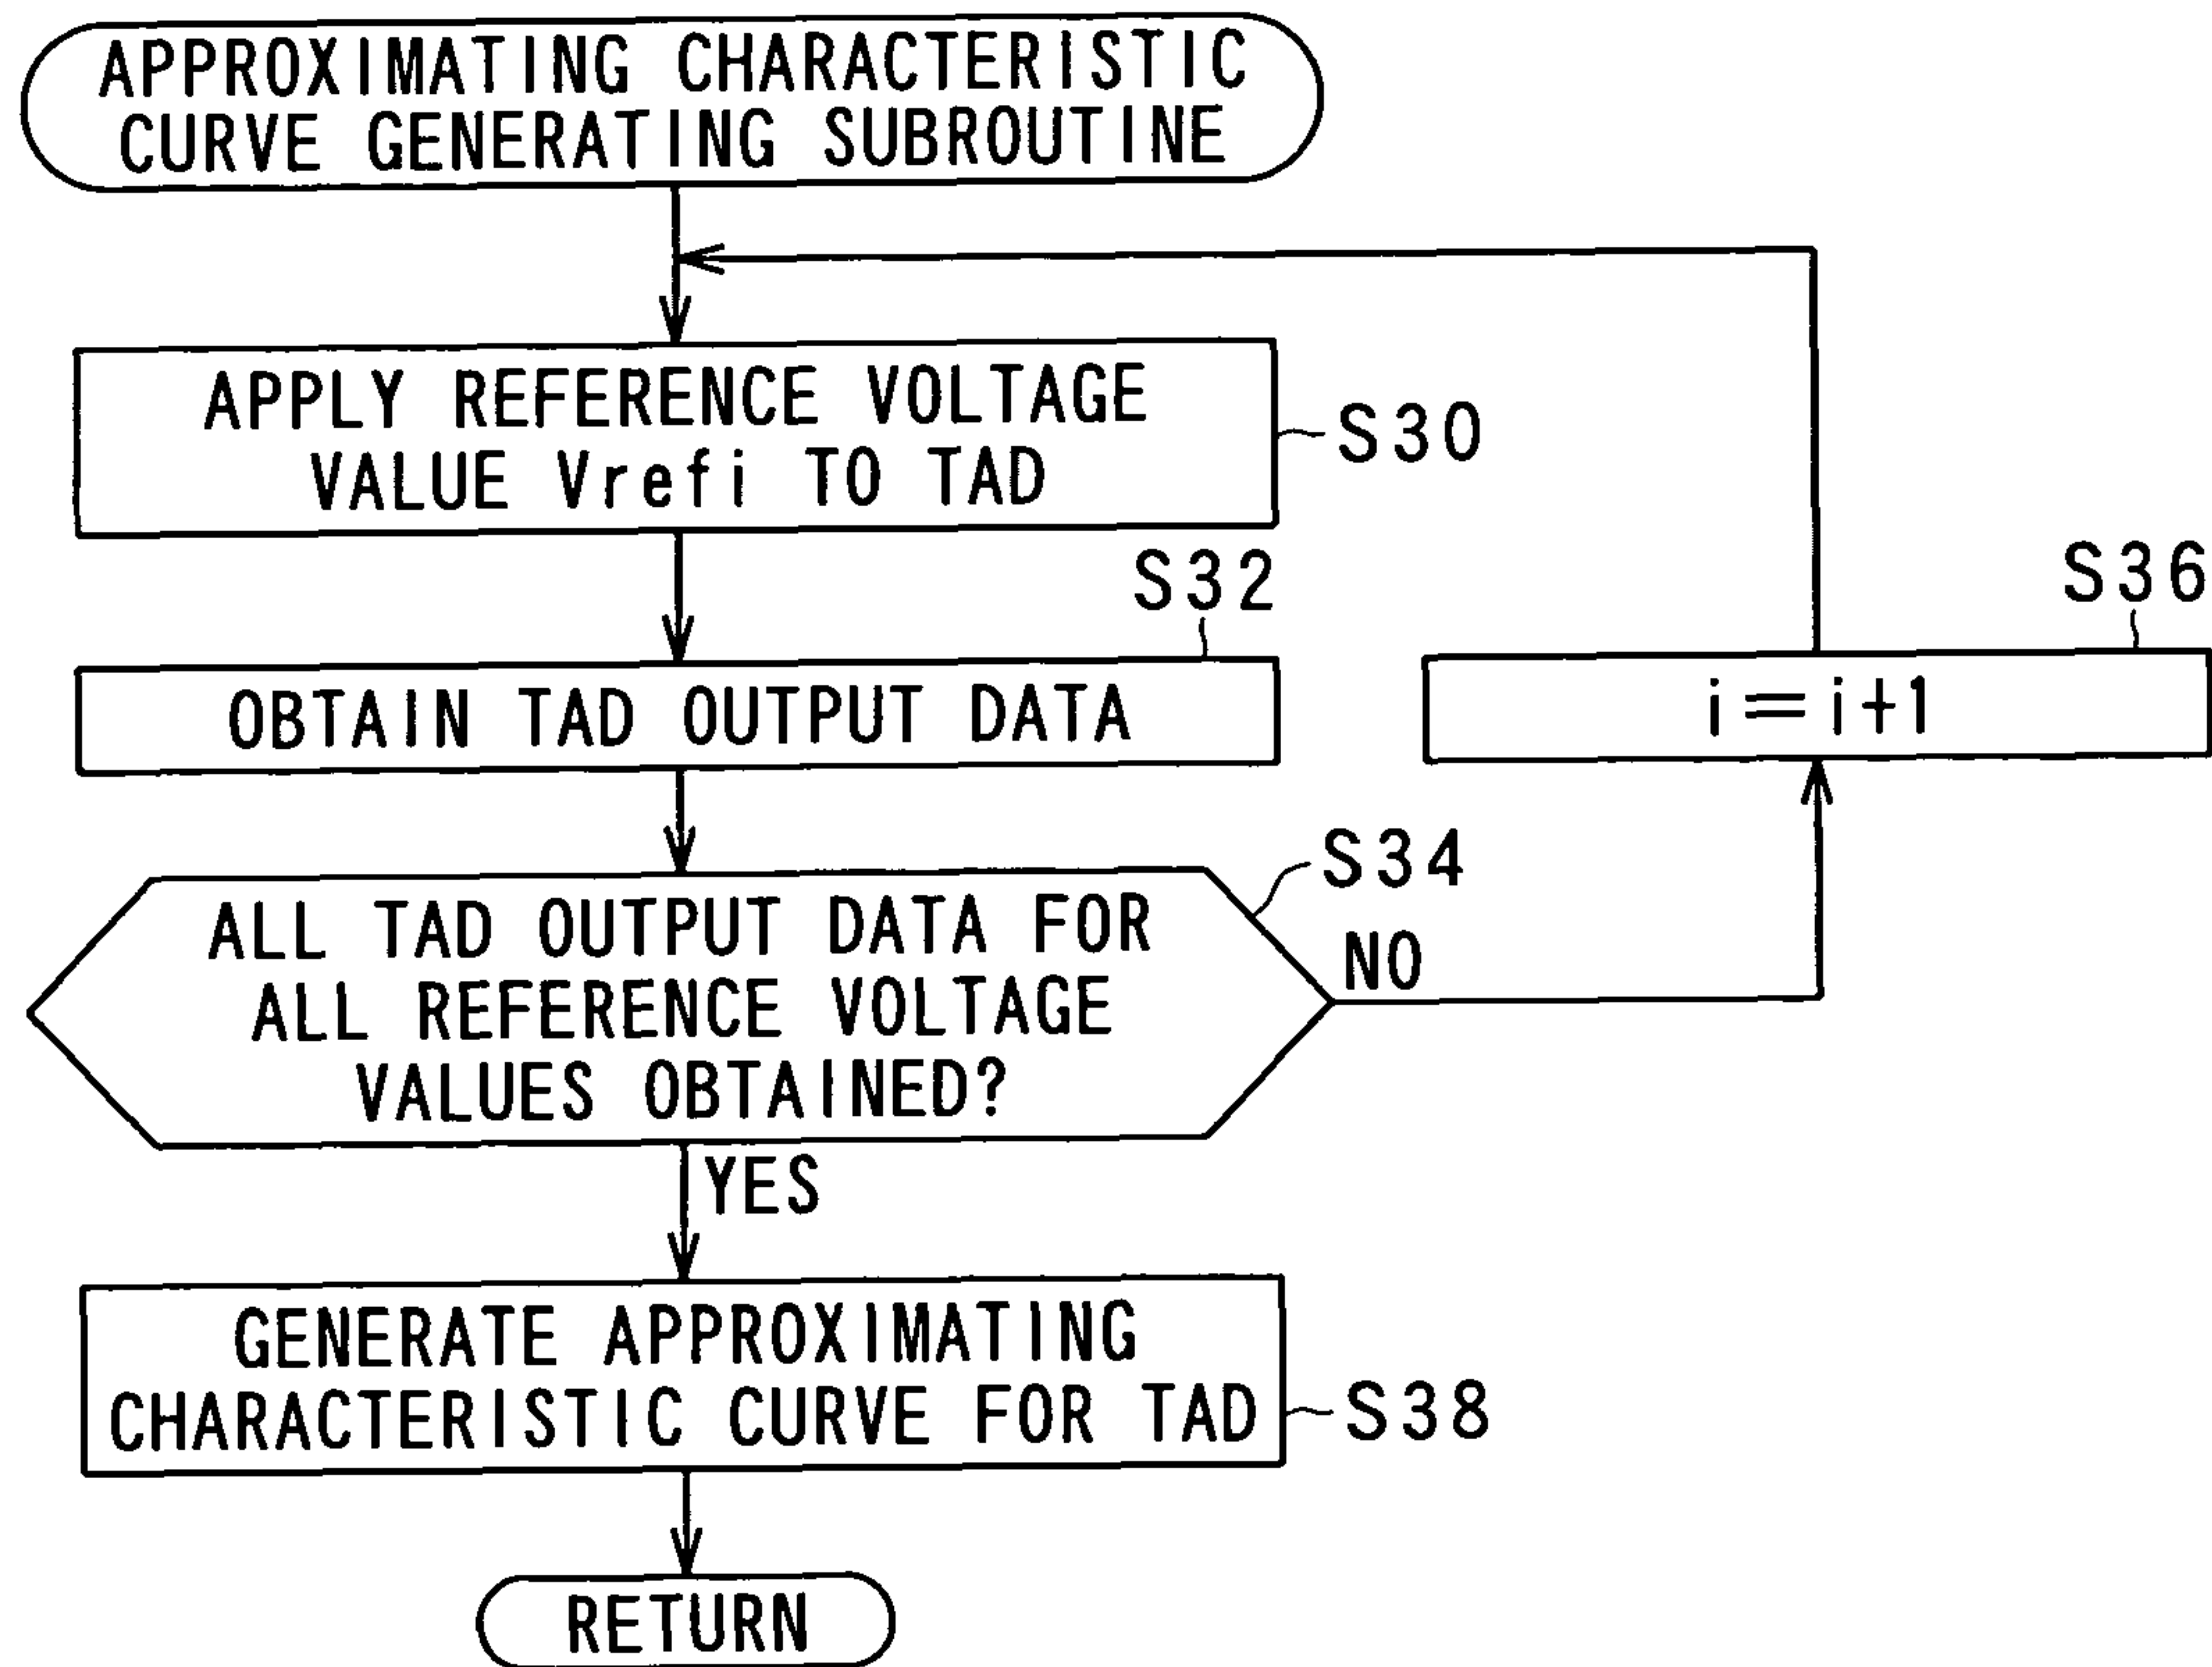 APPROXIMATING CHARACTERISTIC
CURVE GENERATING SUBROUTINE
APPLY REFERENCE VOLTAGE
VALUE Vrefi TO TAD
S30
S32
OBTAIN TAD OUTPUT DATA
S36
i=i+1
S34
ALL TAD OUTPUT DATA FOR
ALL REFERENCE VOLTAGE
VALUES OBTAINED?
NO
YES
GENERATE APPROXIMATING
CHARACTERISTIC CURVE FOR TAD
S38
RETURN